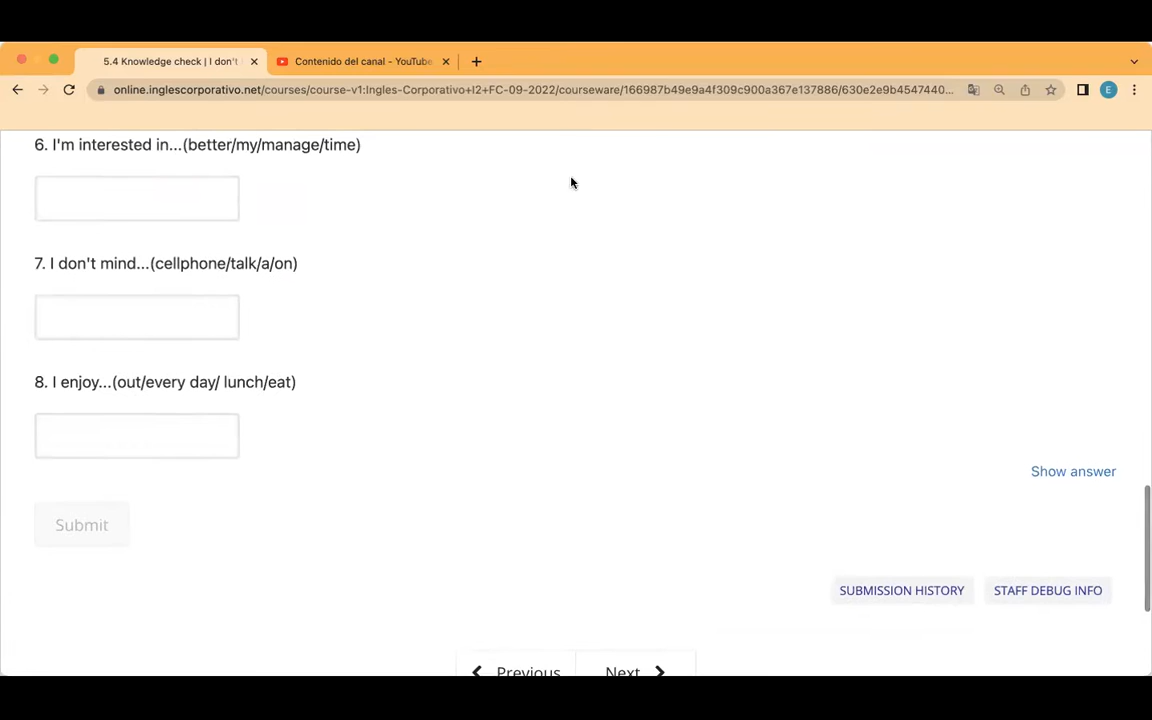 5.4 Knowledge check | I don't
Contenido del canal - YouTube
online.inglescorporativo.net/courses/course-v1:Ingles-Corporativo+I2+FC-09-2022/courseware/166987b49e9a4f309c900a367e137886/630e2e9b4547440...
E
6. I'm interested in...(better/my/manage/time)
7. I don't mind...(cellphone/talk/a/on)
8. I enjoy...(out/every day/ lunch/eat)
Show answer
Submit
SUBMISSION HISTORY
STAFF DEBUG INFO
Previous
Next